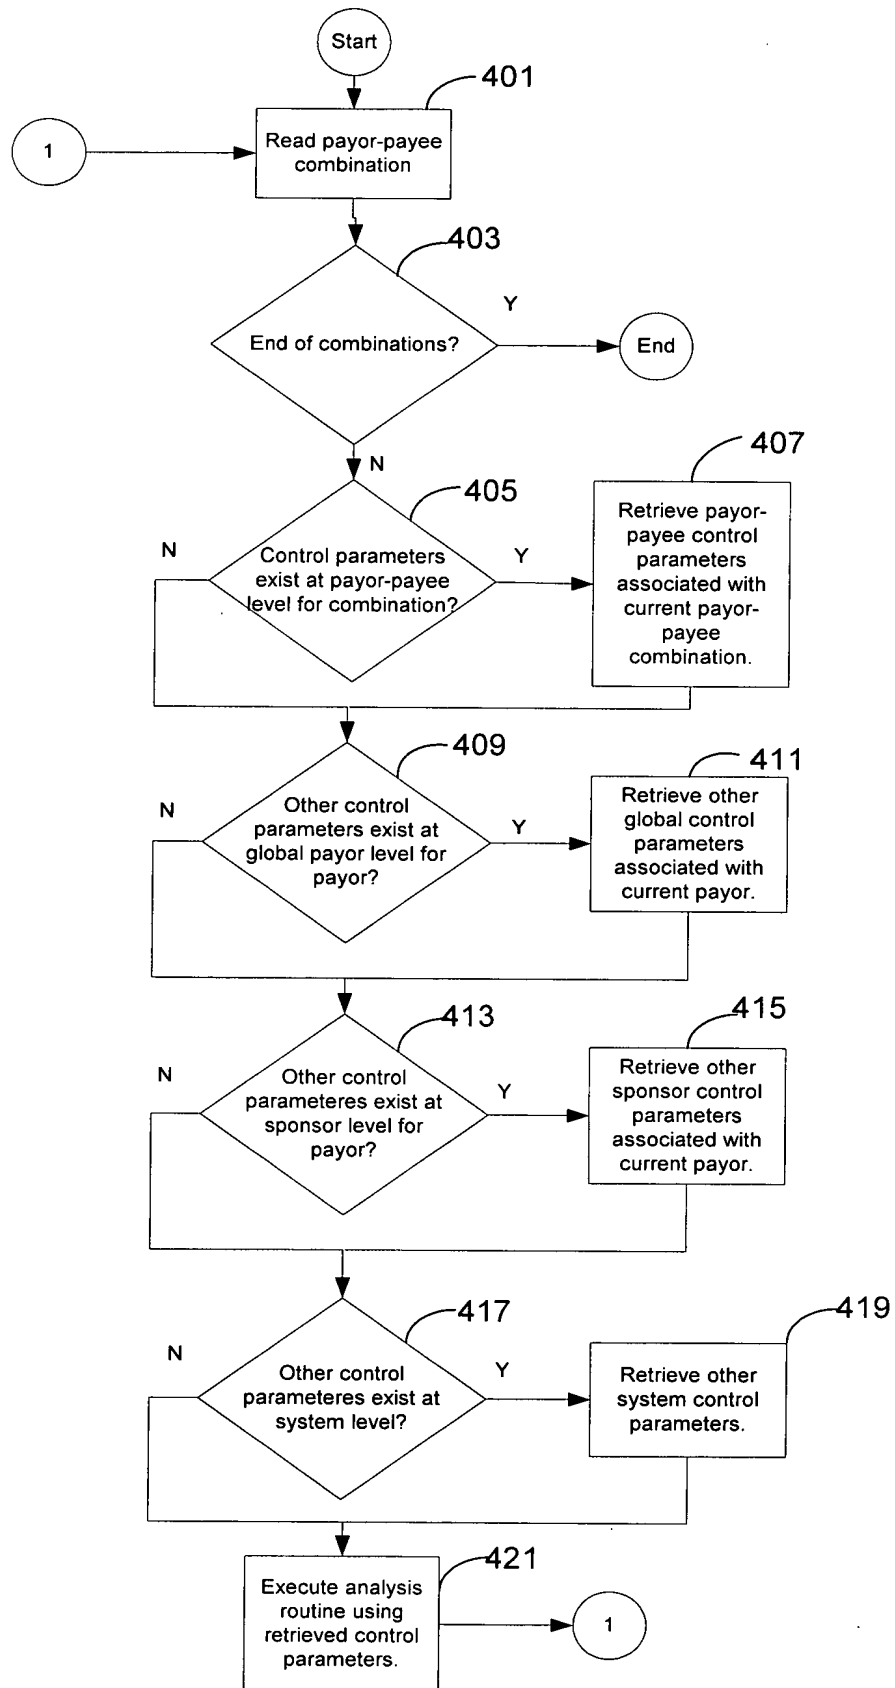 Start
401
1
Read payor-payee
combination
403
Y
End of combinations?
End
N
407
405
Retrieve payor-
payee control
parameters
associated with
current payor-
payee
combination.
N
Control parameters
exist at payor-payee
level for combination?
Y
409
411
N
Other control
parameters exist at
global payor level for
payor?
Y
Retrieve other
global control
parameters
associated with
current payor.
413
415
N
Other control
parameteres exist at
sponsor level for
payor?
Y
Retrieve other
sponsor control
parameters
associated with
current payor.
417
419
N
Other control
parameteres exist at
system level?
Y
Retrieve other
system control
parameters.
421
Execute analysis
routine using
retrieved control
parameters.
1